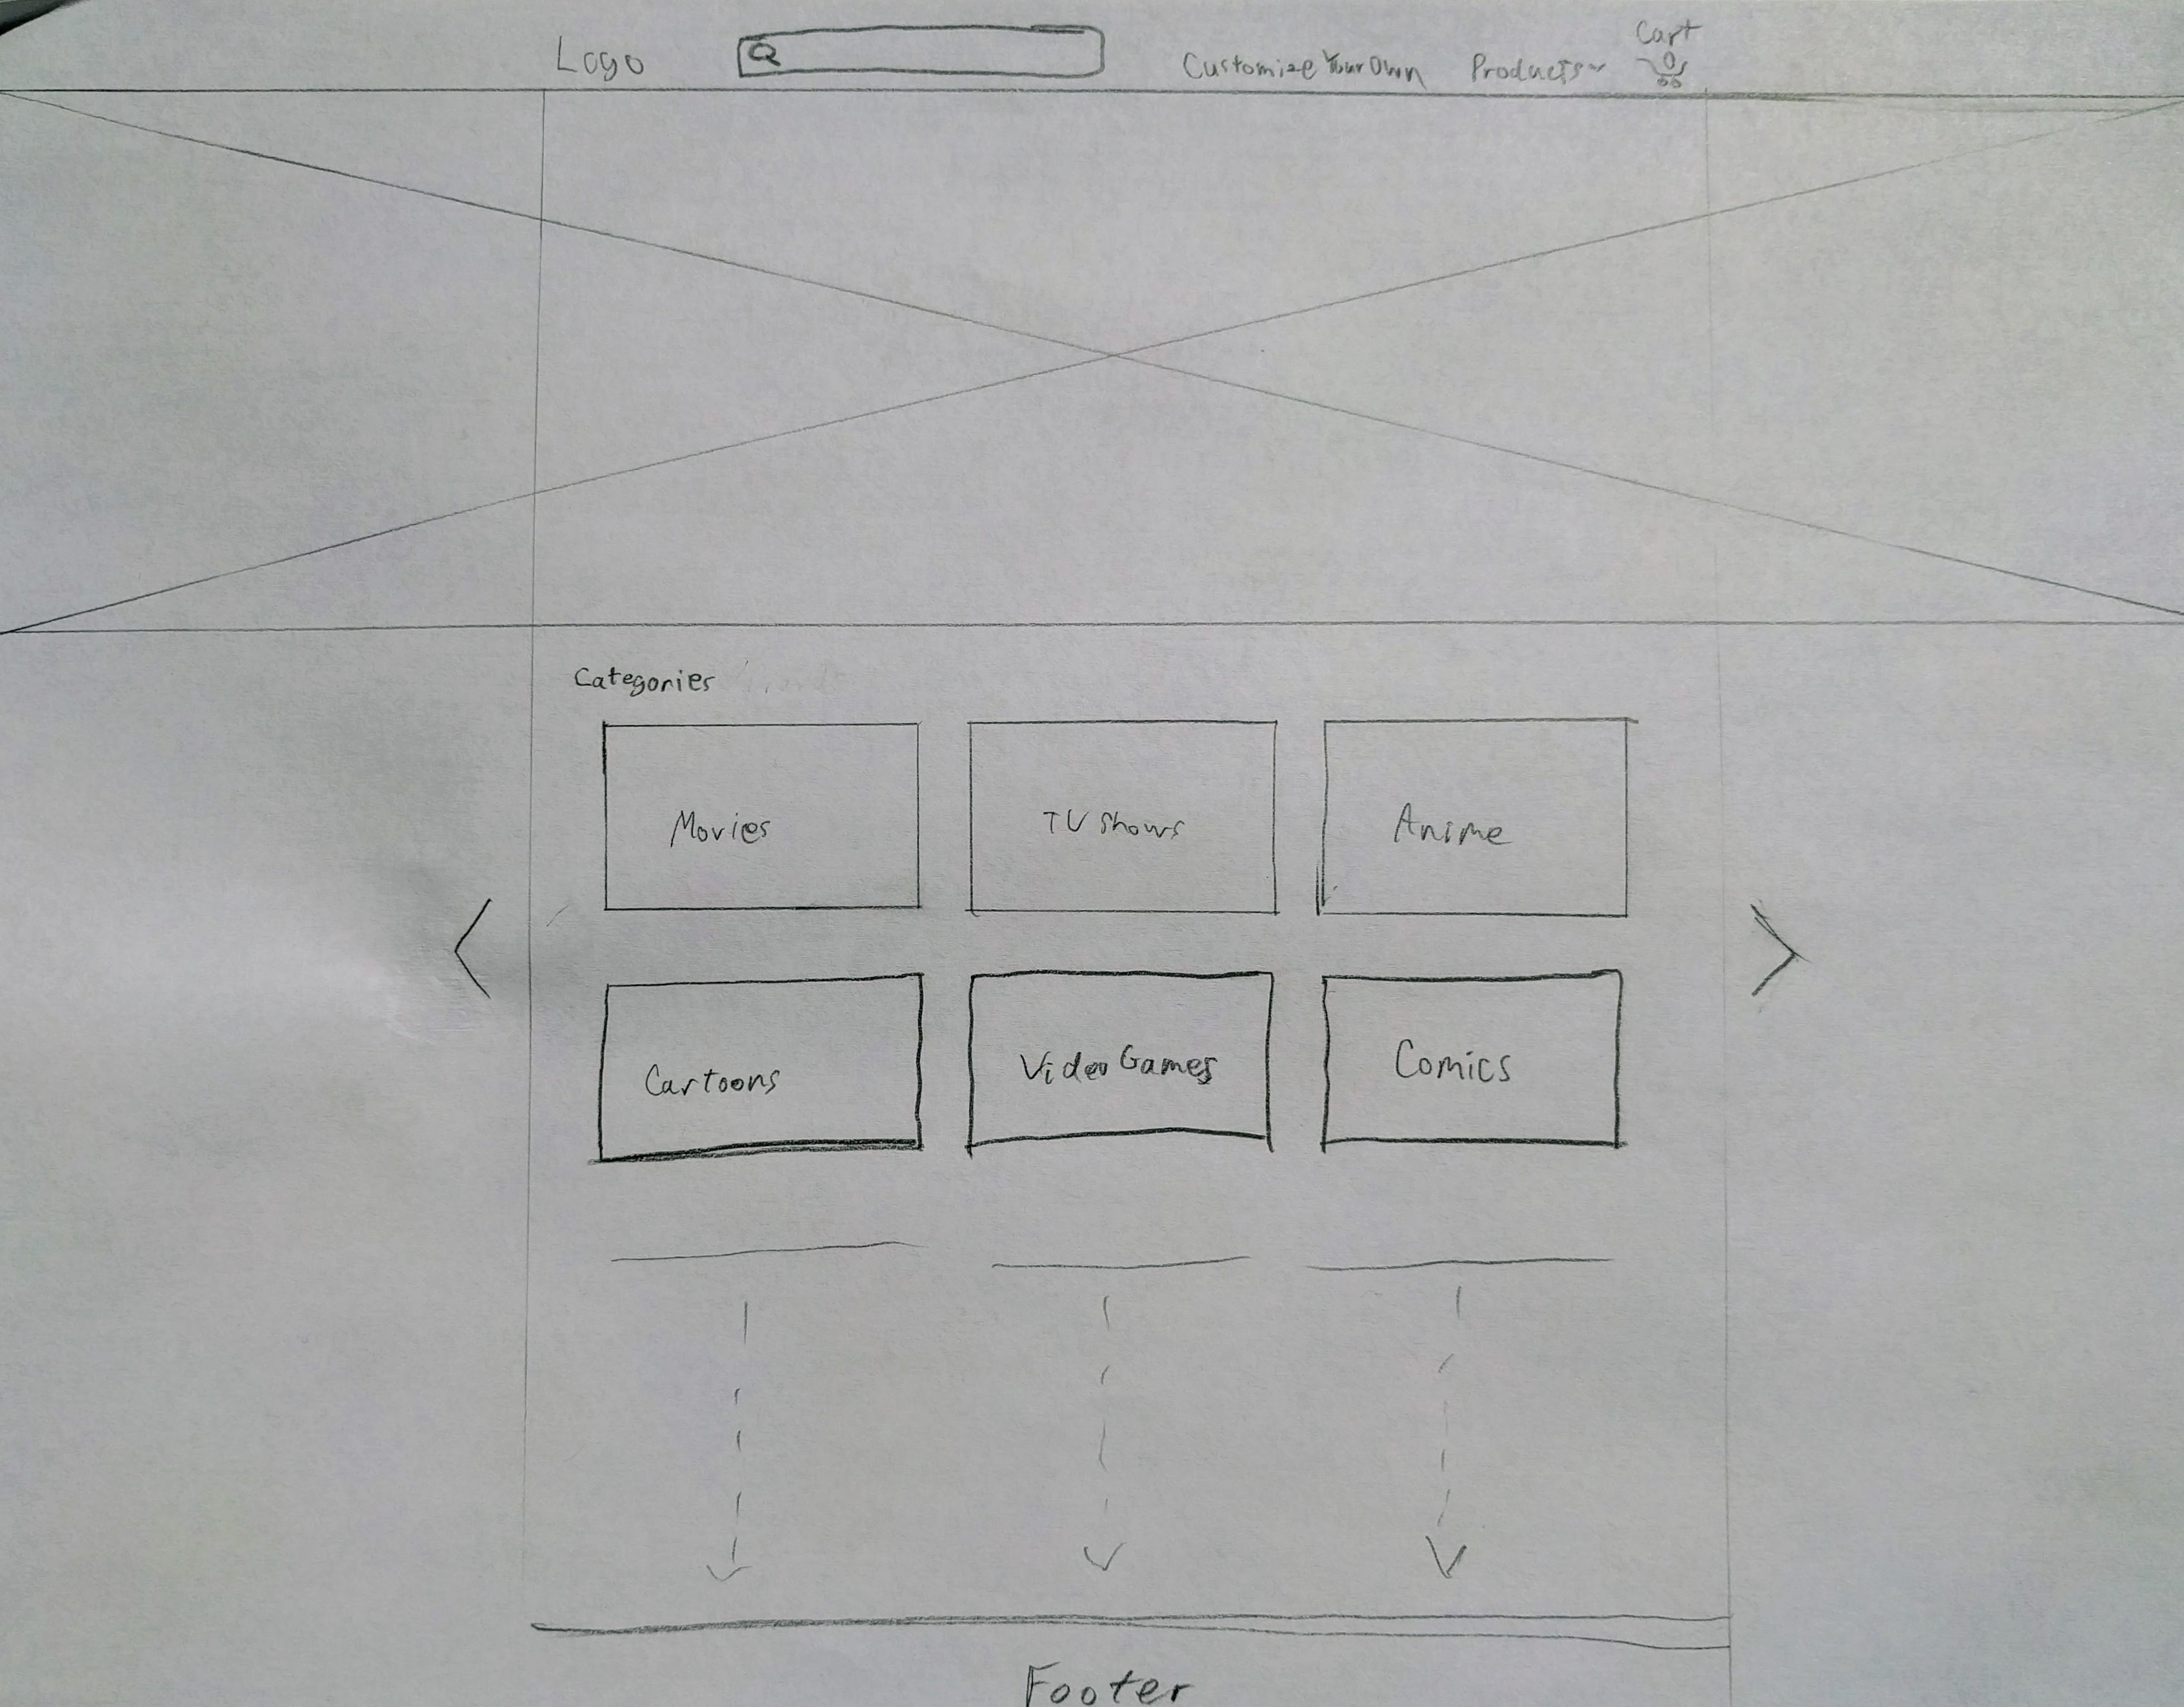 Logo
Customize Your Own
Products
Cart
Categories
Movies
TV Shows
Anime
Cartoons
Video Games
Comics
Footer